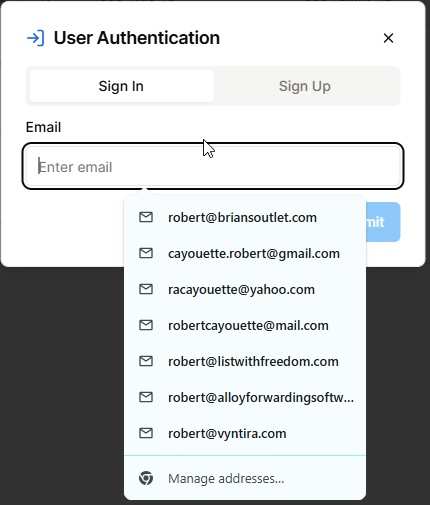 User Authentication
Sign In
Sign Up
Email
Enter email
mit
robert@briansoutlet.com
cayouette.robert@gmail.com
racayouette@yahoo.com
robertcayouette@mail.com
robert@listwithfreedom.com
robert@alloyforwardingsoftw...
robert@vyntira.com
Manage addresses...